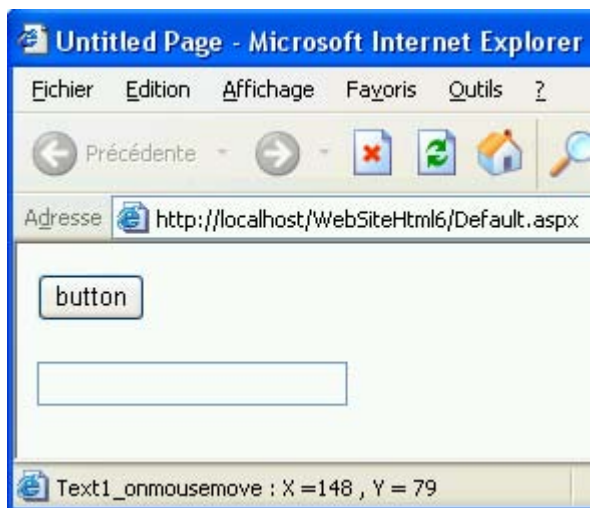 Untitled Page - Microsoft Internet Explorer
Fichier Edition Affichage Favoris Outils ?
Précédente
Adresse http://localhost/WebSiteHtml6/Default.aspx
button
Text1_onmousemove : X =148 , Y = 79